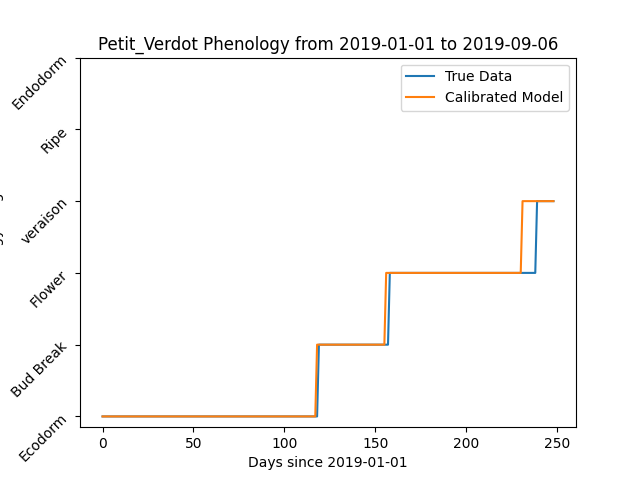 Petit_Verdot Phenology from 2019-01-01 to 2019-09-06
True Data
Calibrated Model
Endodorm
Ripe
veraison
Flower
Bud Break
Ecodorm
0 50 100 150 200 250
Days since 2019-01-01